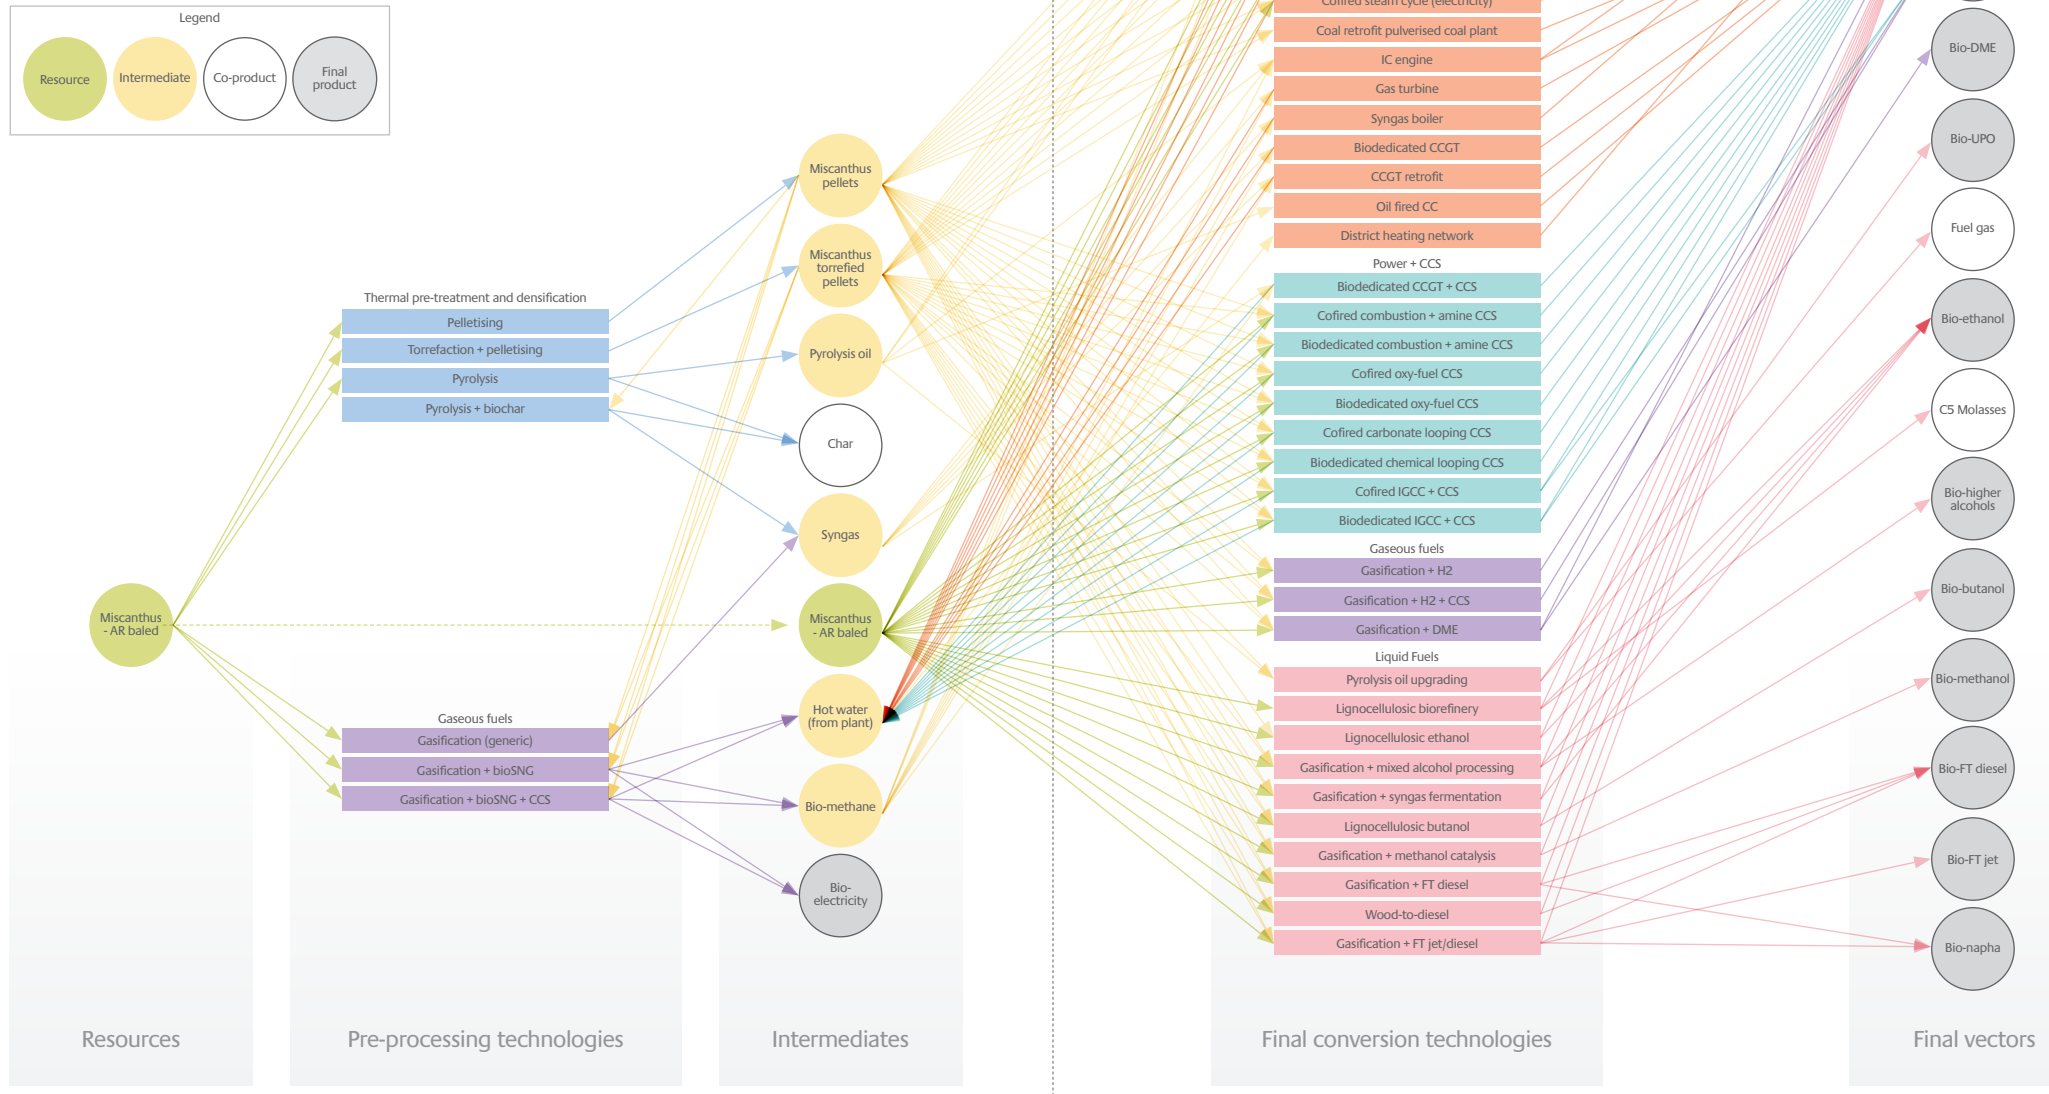 Legend
Resource
Intermediate
Co-product
Final
product
Miscanthus
- AR baled
Resources
Thermal pre-treatment and densification
Pelletising
Torrefaction + pelletising
Pyrolysis
Pyrolysis + biochar
Gaseous fuels
Gasification (generic)
Gasification + bioSNG
Gasification + bioSNG + CCS
Pre-processing technologies
Miscanthus
pellets
Miscanthus
torrefied
pellets
Pyrolysis oil
Char
Syngas
Miscanthus
- AR baled
Hot water
(from plant)
Bio-methane
Bio-
electricity
Intermediates
Cofired steam cycle (electricity)
Coal retrofit pulverised coal plant
IC engine
Gas turbine
Syngas boiler
Biodedicated CCGT
CCGT retrofit
Oil fired CC
District heating network
Power + CCS
Biodedicated CCGT + CCS
Cofired combustion + amine CCS
Biodedicated combustion + amine CCS
Cofired oxy-fuel CCS
Biodedicated oxy-fuel CCS
Cofired carbonate looping CCS
Biodedicated chemical looping CCS
Cofired IGCC + CCS
Biodedicated IGCC + CCS
Gaseous fuels
Gasification + H2
Gasification + H2 + CCS
Gasification + DME
Liquid Fuels
Pyrolysis oil upgrading
Lignocellulosic biorefinery
Lignocellulosic ethanol
Gasification + mixed alcohol processing
Gasification + syngas fermentation
Lignocellulosic butanol
Gasification + methanol catalysis
Gasification + FT diesel
Wood-to-diesel
Gasification + FT jet/diesel
Final conversion technologies
Bio-DME
Bio-UPO
Fuel gas
Bio-ethanol
C5 Molasses
Bio-higher
alcohols
Bio-butanol
Bio-methanol
Bio-FT diesel
Bio-FT jet
Bio-napha
Final vectors